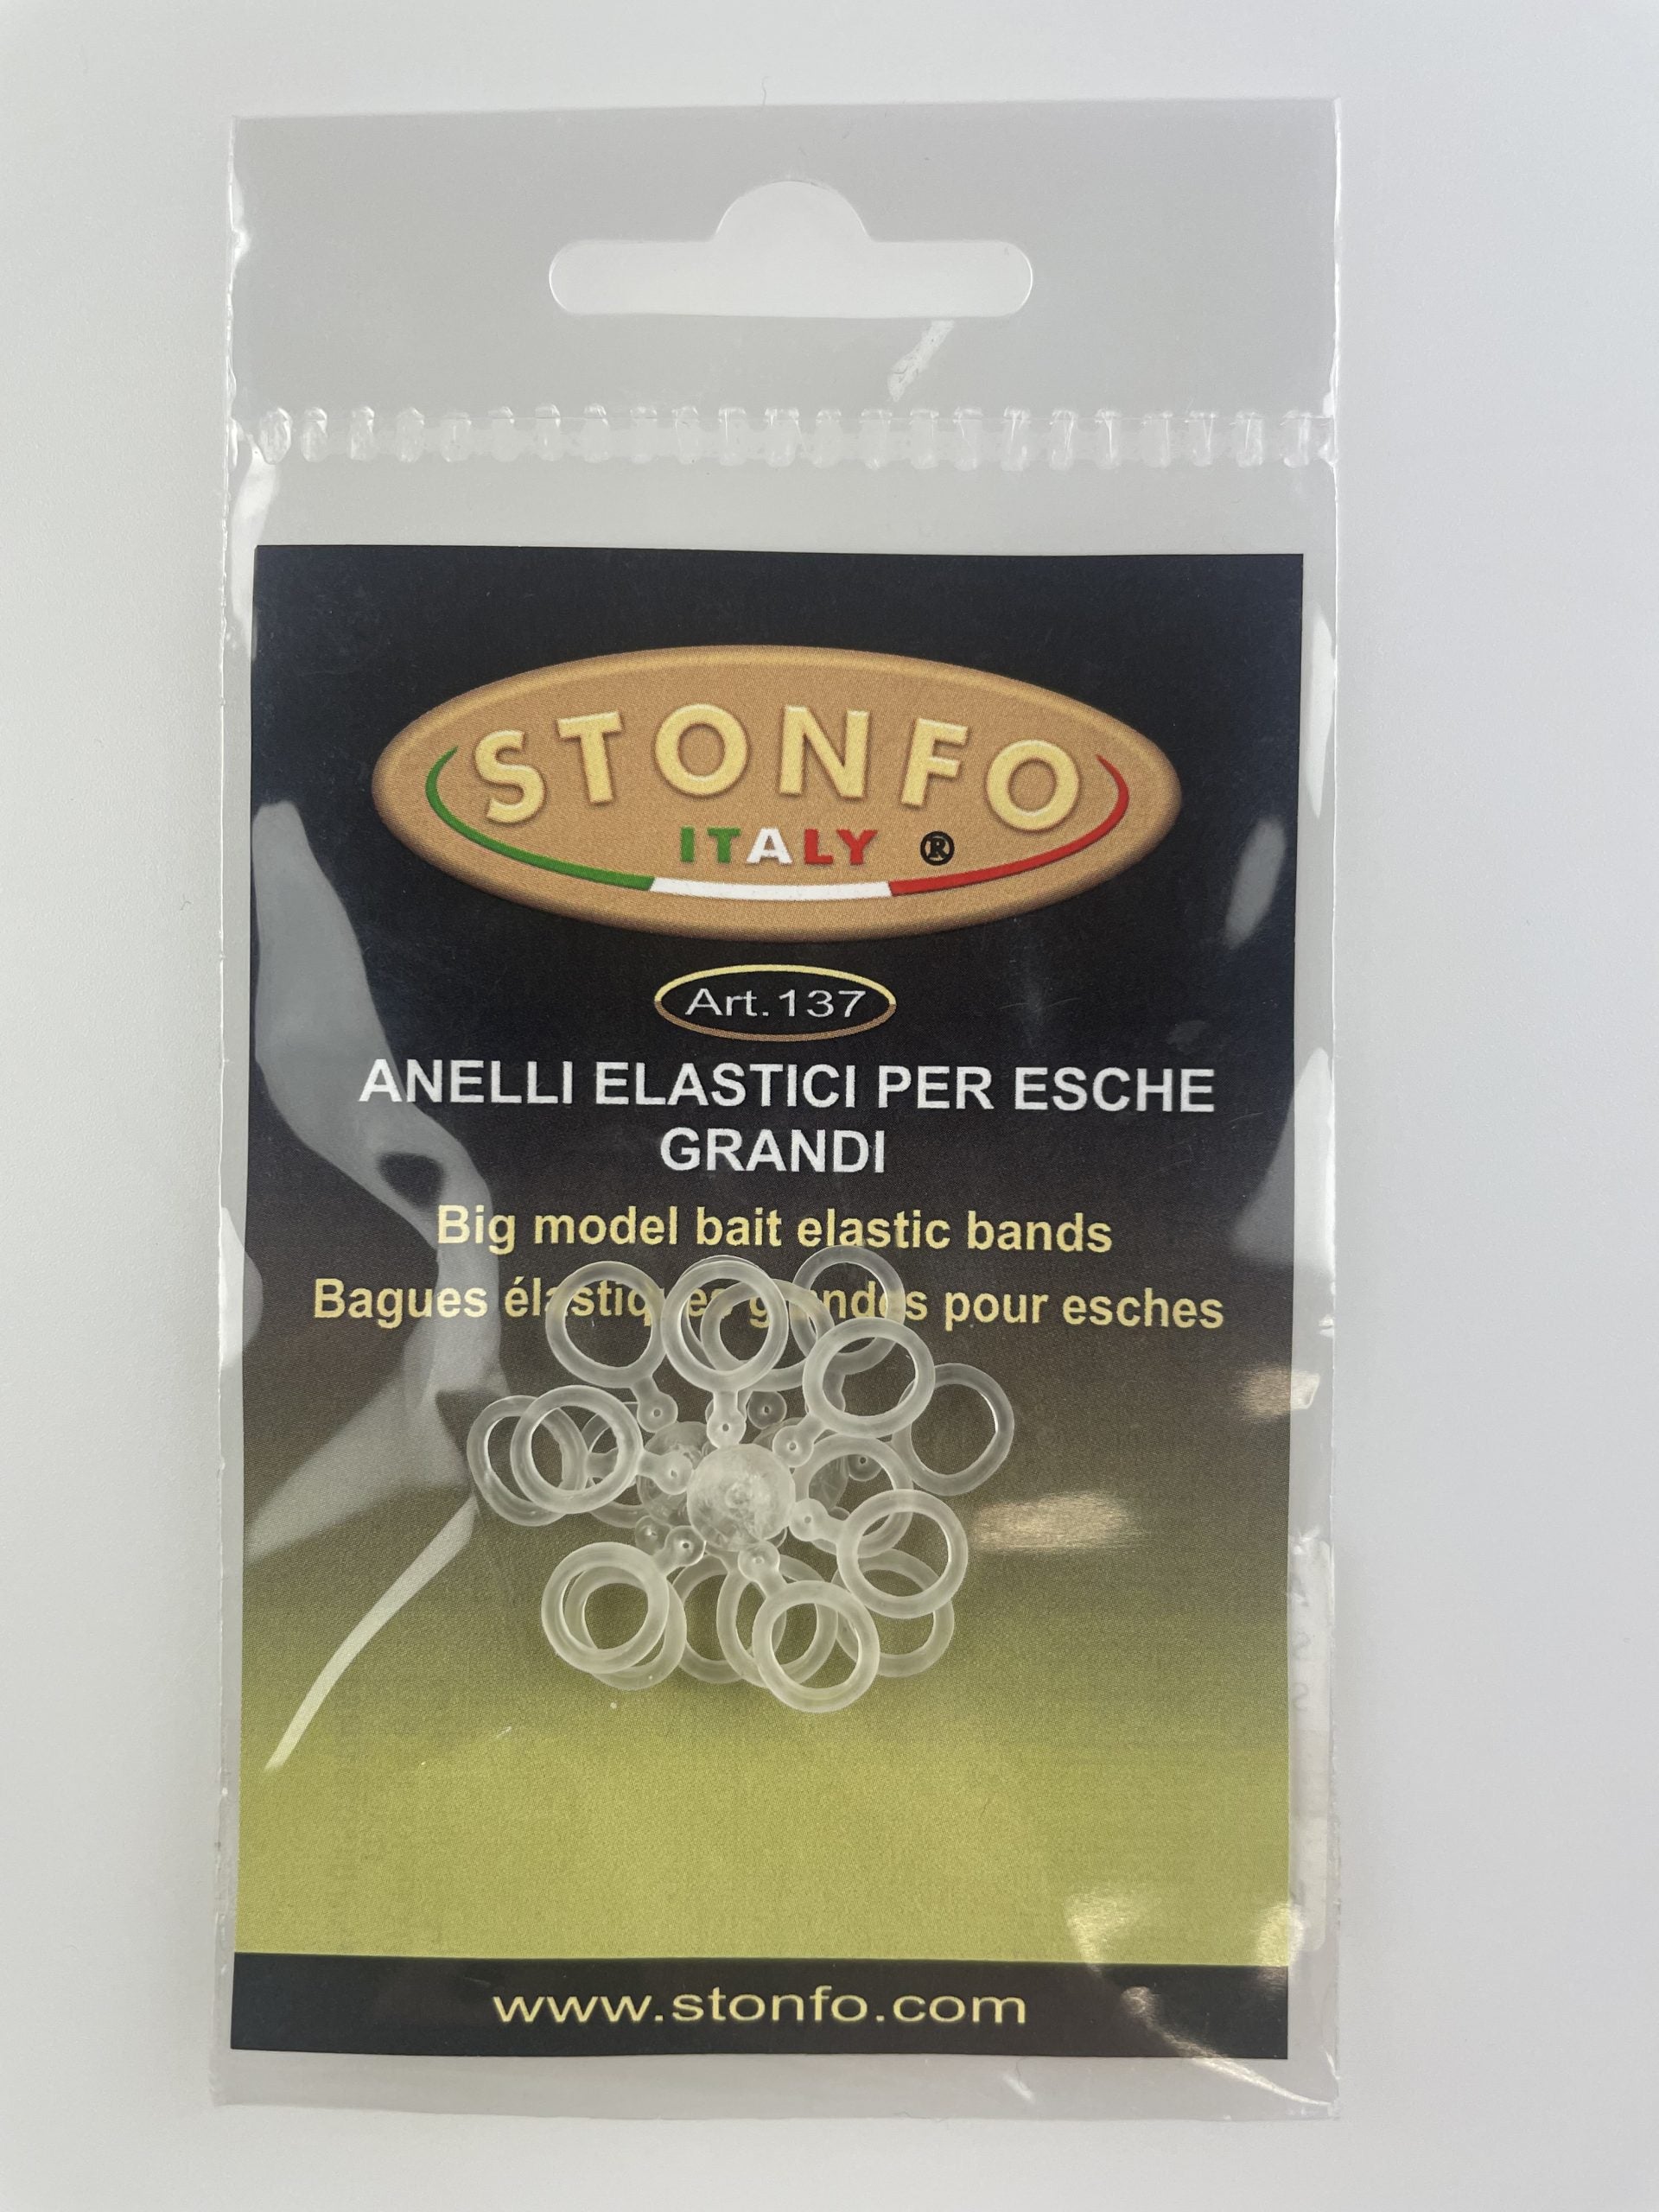 STONFO
ITALY ®
Art.137
ANELLI ELASTICI PER ESCHE
GRANDI
Big model bait elastic bands
Bagues élastiques grandes pour esches
www.stonfo.com